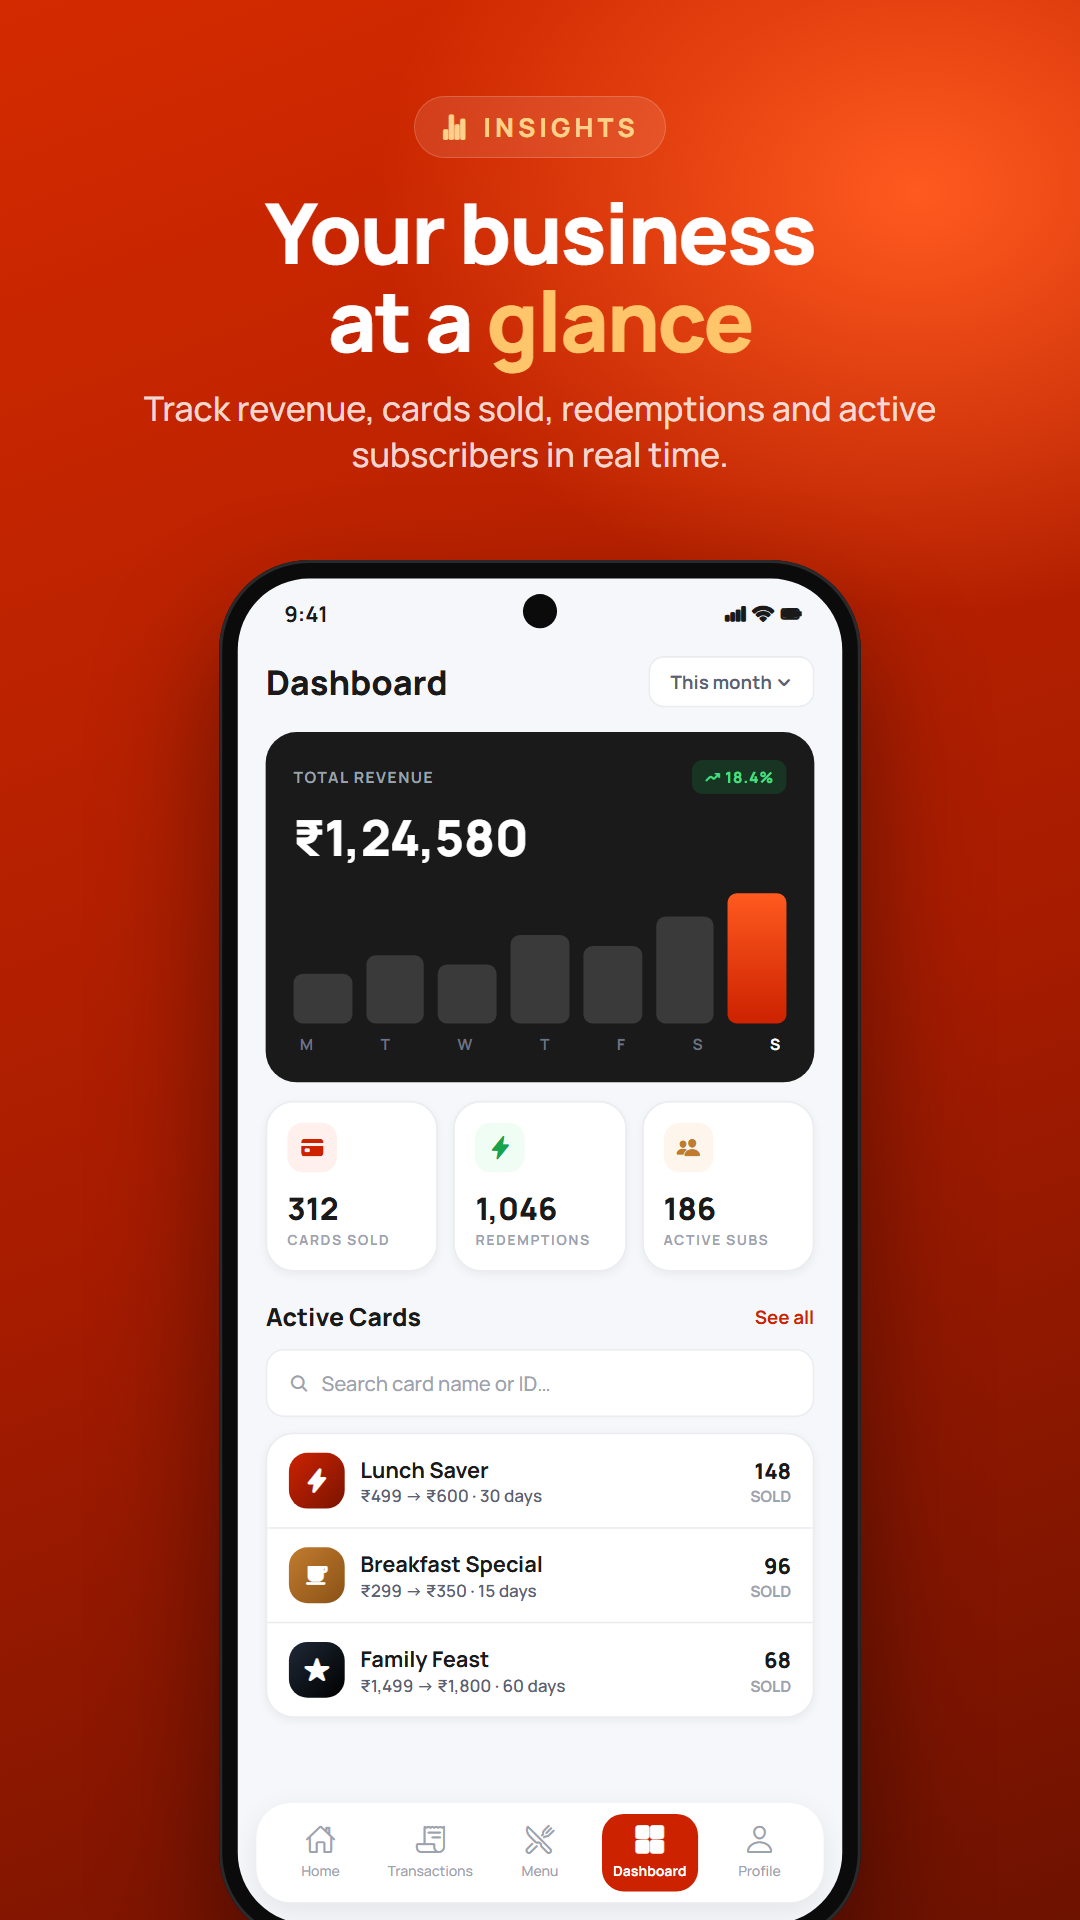 INSIGHTS
Your business
at a glance
Track revenue, cards sold, redemptions and active
subscribers in real time.
9:41
Dashboard
This month
TOTAL REVENUE
18.4%
₹1,24,580
M T W T F S S
312
CARDS SOLD
1,046
REDEMPTIONS
186
ACTIVE SUBS
Active Cards
See all
Search card name or ID...
Lunch Saver
₹499 → ₹600 · 30 days
148
SOLD
Breakfast Special
₹299 → ₹350 · 15 days
96
SOLD
Family Feast
₹1,499 → ₹1,800 · 60 days
68
SOLD
Home
Transactions
Menu
Dashboard
Profile